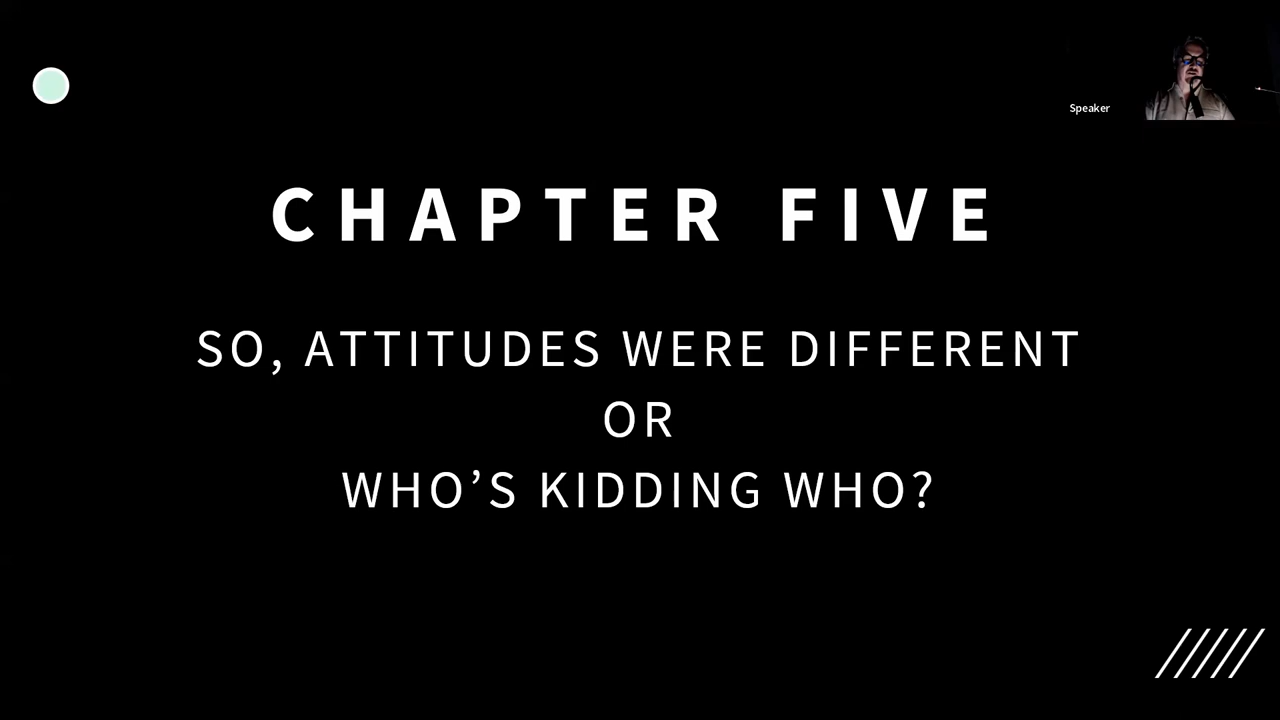 Speaker
CHAPTER FIVE
SO, ATTITUDES WERE DIFFERENT
OR
WHO’S KIDDING WHO?